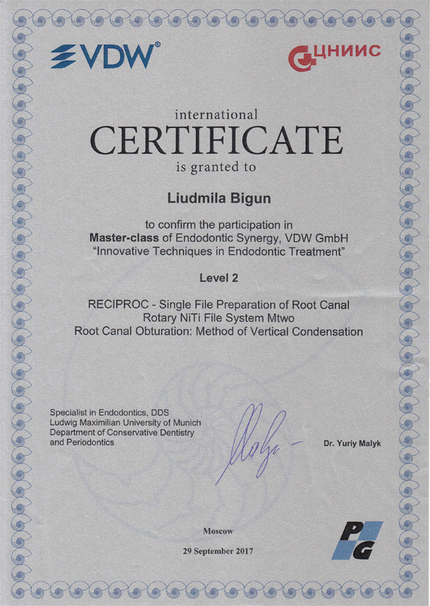 VDW®
ЦНИИС
international
CERTIFICATE
is granted to
Liudmila Bigun
to confirm the participation in
Master-class of Endodontic Synergy, VDW GmbH
“Innovative Techniques in Endodontic Treatment”
Level 2
RECIPROC - Single File Preparation of Root Canal
Rotary NiTi File System Mtwo
Root Canal Obturation: Method of Vertical Condensation
Specialist in Endodontics, DDS
Ludwig Maximilian University of Munich
Department of Conservative Dentistry
and Periodontics
Dr. Yuriy Malyk
Moscow
29 September 2017
PG